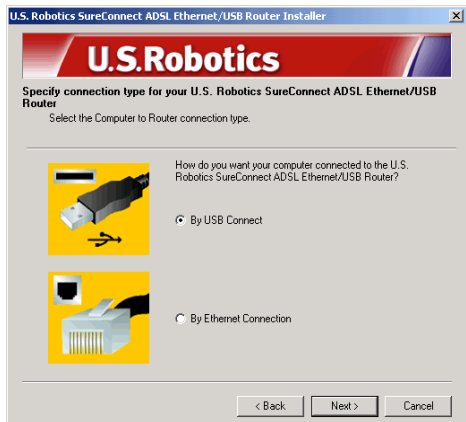 U.S. Robotics SureConnect ADSL Ethernet/USB Router Installer
U.S.Robotics
Specify connection type for your U.S. Robotics SureConnect ADSL Ethernet/USB
Router
Select the Computer to Router connection type.
How do you want your computer connected to the U.S.
Robotics SureConnect ADSL Ethernet/USB Router?
By USB Connect
By Ethernet Connection
< Back
Next >
Cancel